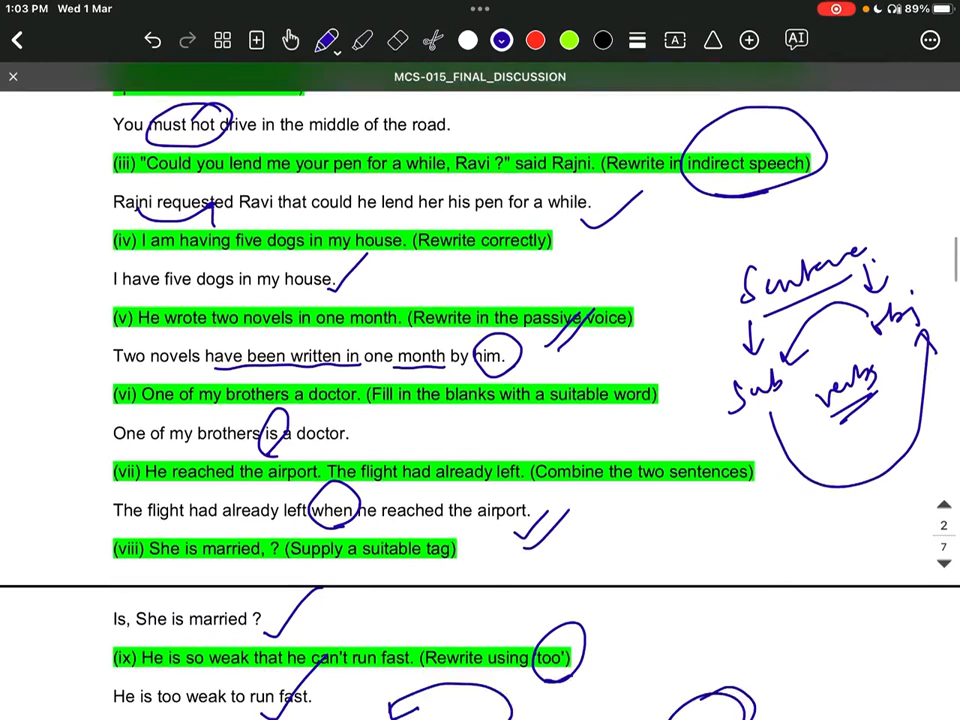 1:03 PM Wed 1 Mar
89%
AI
MCS-015_FINAL_DISCUSSION
You must not drive in the middle of the road.
(iii) "Could you lend me your pen for a while, Ravi ?" said Rajni. (Rewrite in indirect speech)
Rajni requested Ravi that could he lend her his pen for a while.
(iv) I am having five dogs in my house. (Rewrite correctly)
I have five dogs in my house.
(v) He wrote two novels in one month. (Rewrite in the passive voice)
Two novels have been written in one month by him.
(vi) One of my brothers a doctor. (Fill in the blanks with a suitable word)
One of my brothers is a doctor.
(vii) He reached the airport. The flight had already left. (Combine the two sentences)
The flight had already left when he reached the airport.
(viii) She is married, ? (Supply a suitable tag)
Sentence
obj
Sub
verbs
2
7
Is, She is married ?
(ix) He is so weak that he can't run fast. (Rewrite using 'too')
He is too weak to run fast.